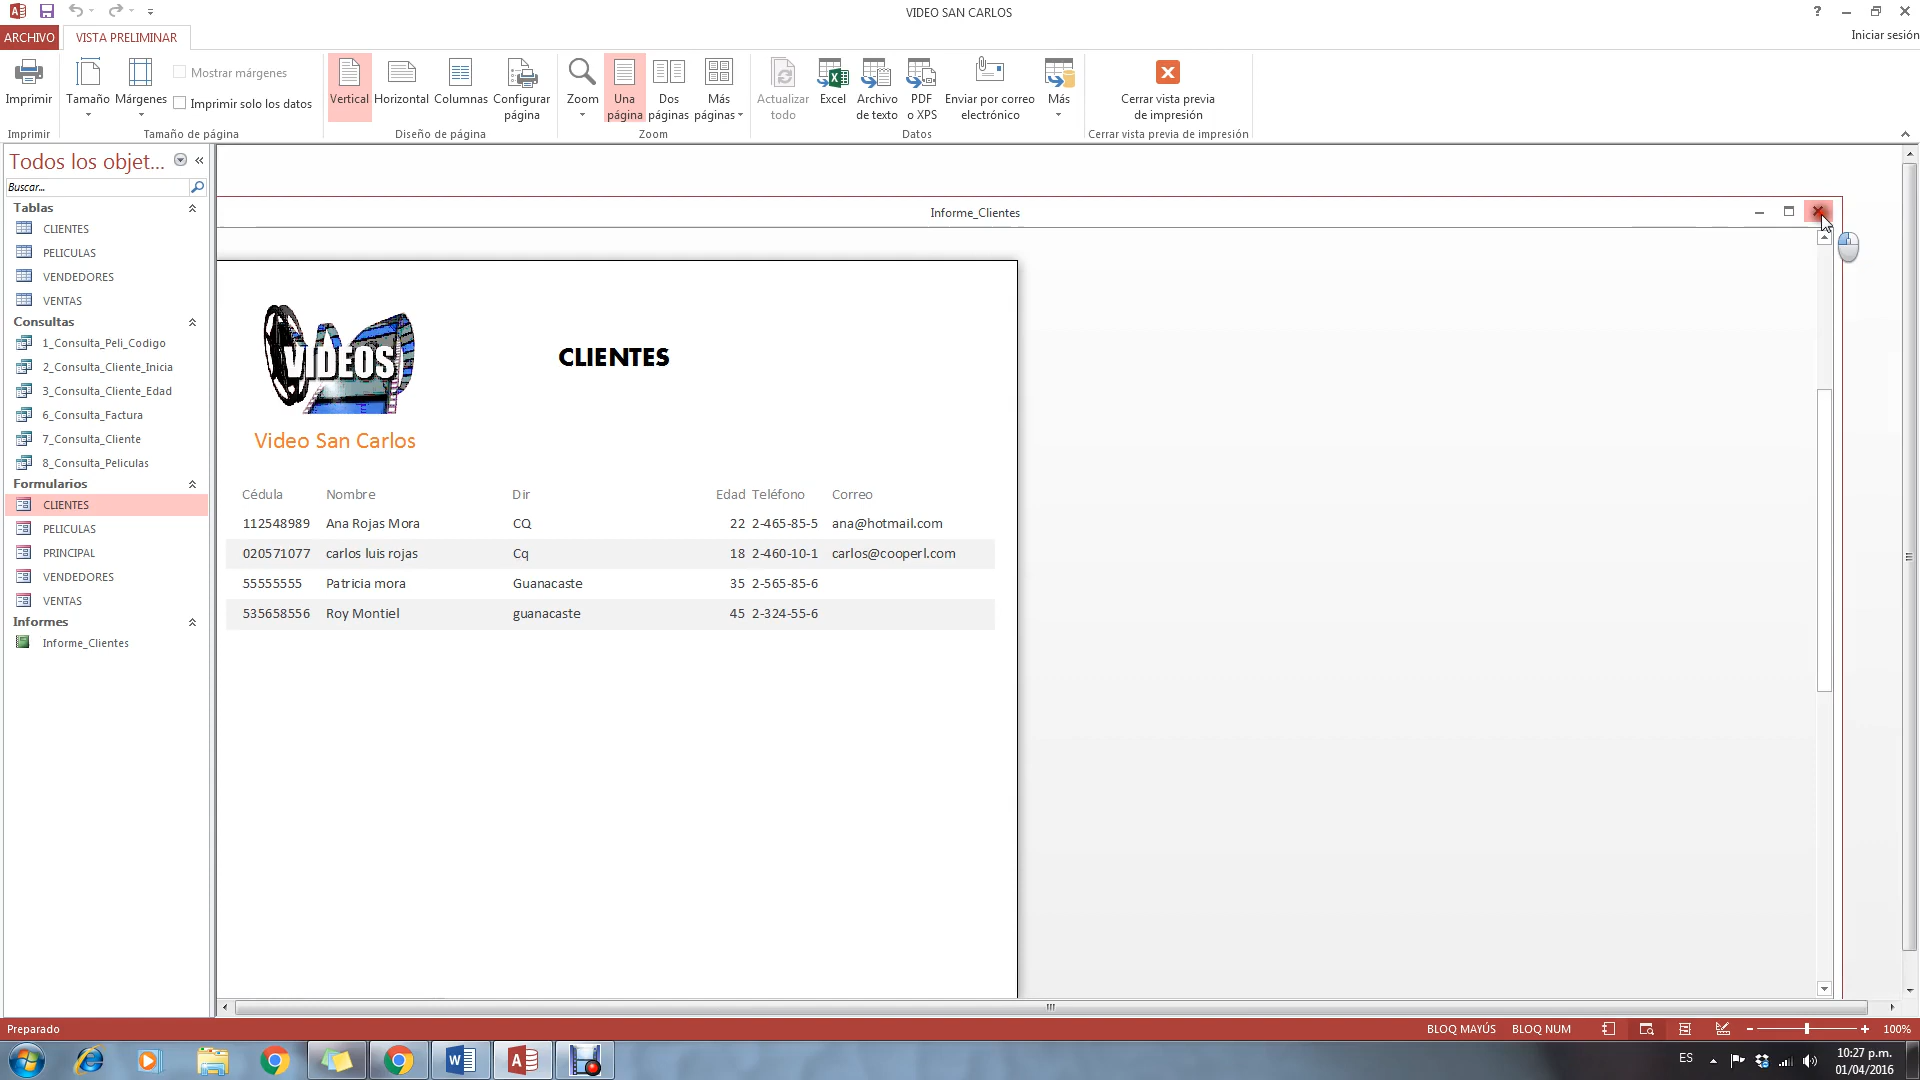 VIDEO SAN CARLOS
?
ARCHIVO
VISTA PRELIMINAR
Iniciar sesión
Imprimir
Tamaño
Márgenes
Mostrar márgenes
Imprimir solo los datos
Vertical
Horizontal
Columnas
Configurar página
Zoom
Una página
Dos páginas
Más páginas
Actualizar todo
Excel
Archivo de texto
PDF o XPS
Enviar por correo electrónico
Más
Cerrar vista previa de impresión
Imprimir
Tamaño de página
Diseño de página
Zoom
Datos
Cerrar vista previa de impresión
Todos los objet...
Buscar...
Tablas
CLIENTES
PELICULAS
VENDEDORES
VENTAS
Consultas
1_Consulta_Peli_Codigo
2_Consulta_Cliente_Inicia
3_Consulta_Cliente_Edad
6_Consulta_Factura
7_Consulta_Cliente
8_Consulta_Peliculas
Formularios
CLIENTES
PELICULAS
PRINCIPAL
VENDEDORES
VENTAS
Informes
Informe_Clientes
Informe_Clientes
VIDEOS
CLIENTES
Video San Carlos
Cédula Nombre Dir Edad Teléfono Correo
112548989 Ana Rojas Mora CQ 22 2-465-85-5 ana@hotmail.com
020571077 carlos luis rojas Cq 18 2-460-10-1 carlos@cooperl.com
55555555 Patricia mora Guanacaste 35 2-565-85-6
535658556 Roy Montiel guanacaste 45 2-324-55-6
Preparado
BLOQ MAYÚS BLOQ NUM
100%
ES
10:27 p.m.
01/04/2016